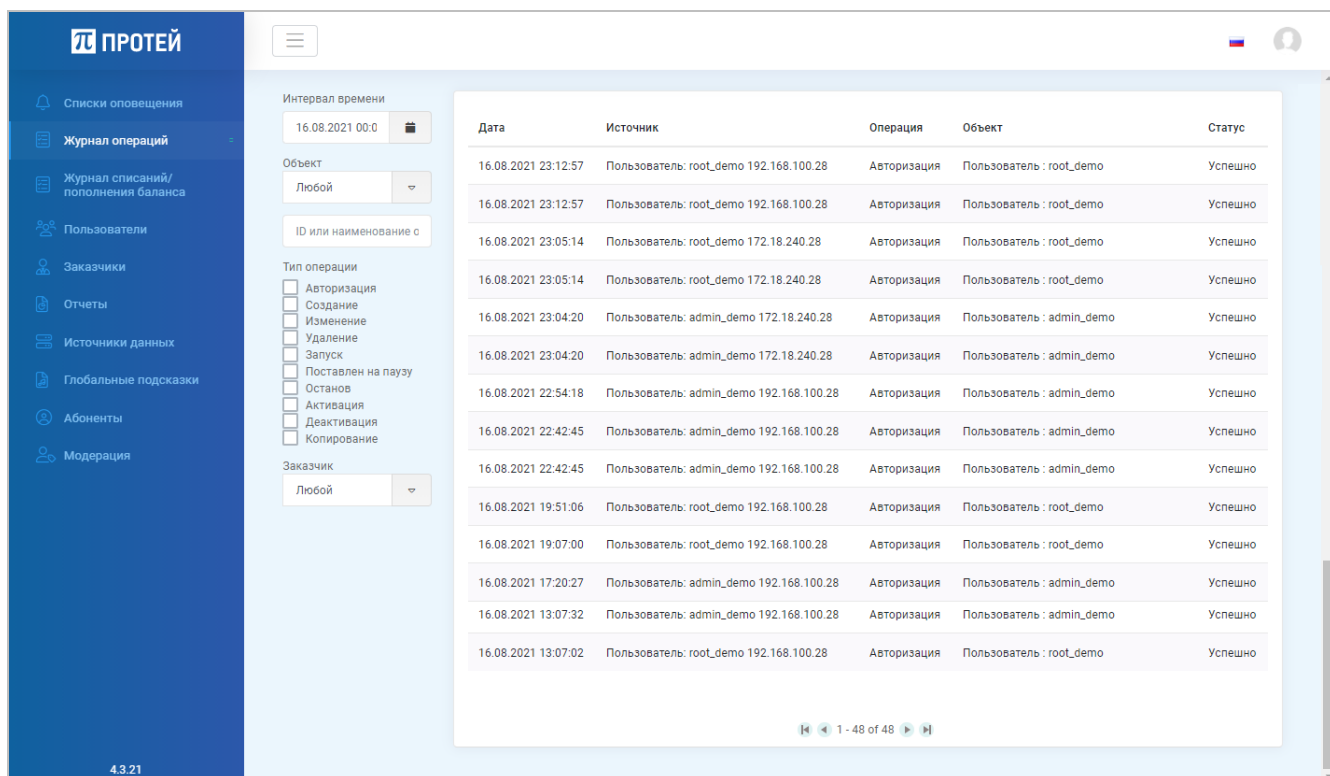 ПРОТЕЙ
Списки оповещения
Журнал операций
Журнал списаний/
пополнения баланса
Пользователи
Заказчики
Отчеты
Источники данных
Глобальные подсказки
Абоненты
Модерация
4.3.21
Интервал времени
16.08.2021 00:0
Объект
Любой
ID или наименование о
Тип операции
Авторизация
Создание
Изменение
Удаление
Запуск
Поставлен на паузу
Останов
Активация
Деактивация
Копирование
Заказчик
Любой
Дата Источник Операция Объект Статус
16.08.2021 23:12:57 Пользователь: root_demo 192.168.100.28 Авторизация Пользователь : root_demo Успешно
16.08.2021 23:12:57 Пользователь: root_demo 192.168.100.28 Авторизация Пользователь : root_demo Успешно
16.08.2021 23:05:14 Пользователь: root_demo 172.18.240.28 Авторизация Пользователь : root_demo Успешно
16.08.2021 23:05:14 Пользователь: root_demo 172.18.240.28 Авторизация Пользователь : root_demo Успешно
16.08.2021 23:04:20 Пользователь: admin_demo 172.18.240.28 Авторизация Пользователь : admin_demo Успешно
16.08.2021 23:04:20 Пользователь: admin_demo 172.18.240.28 Авторизация Пользователь : admin_demo Успешно
16.08.2021 22:54:18 Пользователь: admin_demo 192.168.100.28 Авторизация Пользователь : admin_demo Успешно
16.08.2021 22:42:45 Пользователь: admin_demo 192.168.100.28 Авторизация Пользователь : admin_demo Успешно
16.08.2021 22:42:45 Пользователь: admin_demo 192.168.100.28 Авторизация Пользователь : admin_demo Успешно
16.08.2021 19:51:06 Пользователь: root_demo 192.168.100.28 Авторизация Пользователь : root_demo Успешно
16.08.2021 19:07:00 Пользователь: root_demo 192.168.100.28 Авторизация Пользователь : root_demo Успешно
16.08.2021 17:20:27 Пользователь: admin_demo 192.168.100.28 Авторизация Пользователь : admin_demo Успешно
16.08.2021 13:07:32 Пользователь: admin_demo 192.168.100.28 Авторизация Пользователь : admin_demo Успешно
16.08.2021 13:07:02 Пользователь: root_demo 192.168.100.28 Авторизация Пользователь : root_demo Успешно
1 - 48 of 48